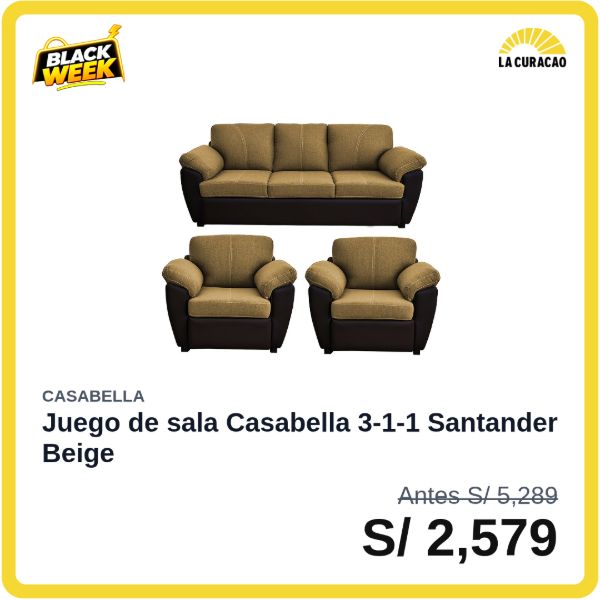 BLACK
WEEK
LA CURACAO
CASABELLA
Juego de sala Casabella 3-1-1 Santander
Beige
Antes S/ 5,289
S/ 2,579